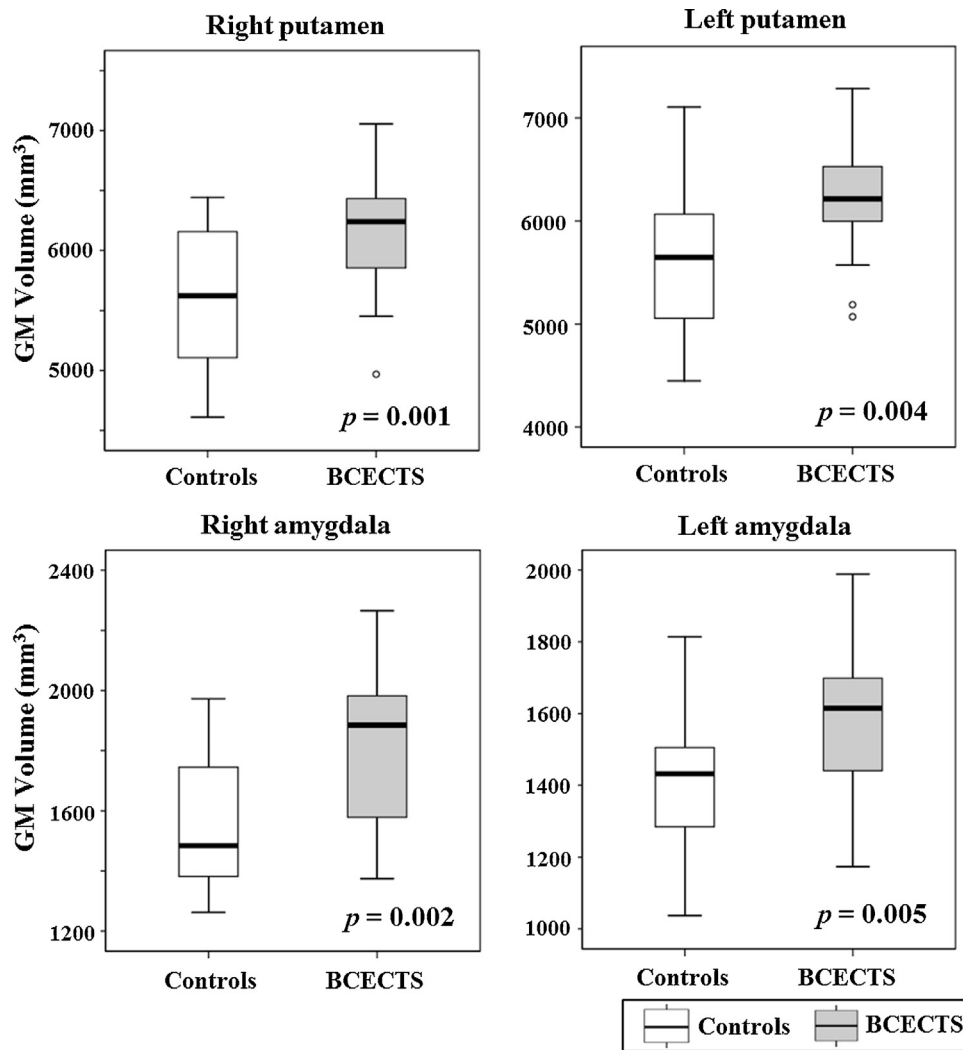 Right putamen
GM Volume (mm³)
7000
6000
5000
p = 0.001
Controls BCECTS
Left putamen
7000
6000
5000
4000
p = 0.004
Controls BCECTS
Right amygdala
GM Volume (mm³)
2400
2000
1600
1200
p = 0.002
Controls BCECTS
Left amygdala
2000
1800
1600
1400
1200
1000
p = 0.005
Controls BCECTS
Controls BCECTS